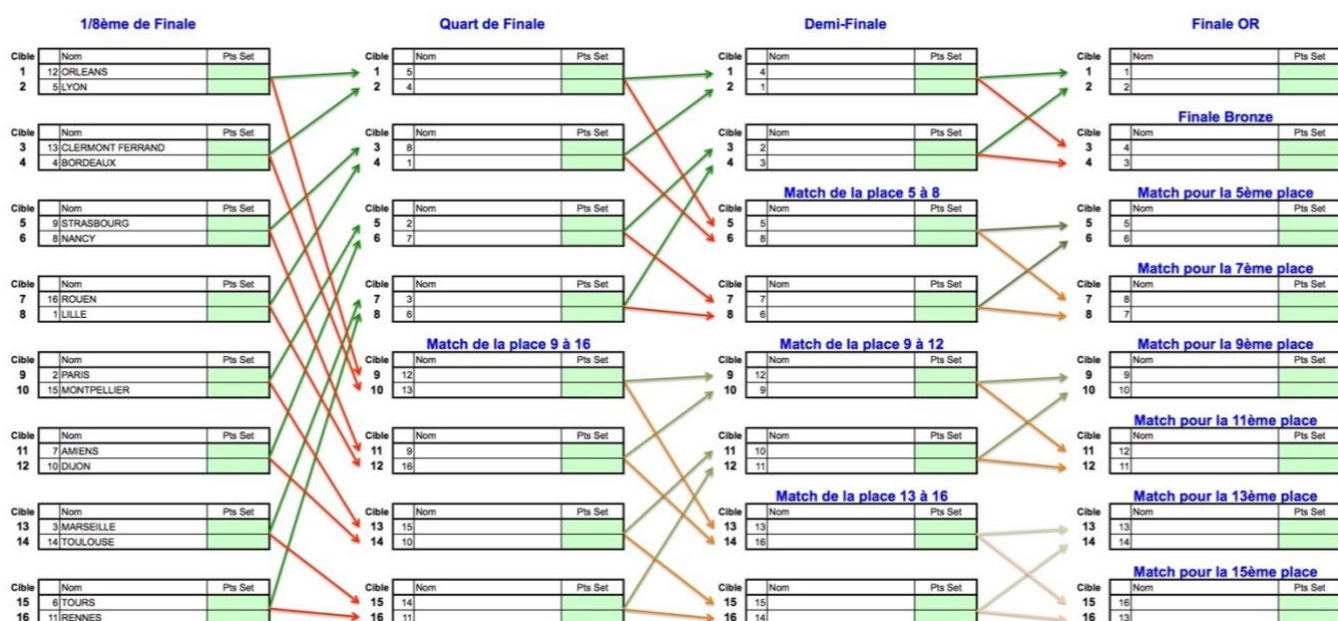 1/8ème de Finale Quart de Finale Demi-Finale Finale OR
Cible Nom Pts Set Cible Nom Pts Set Cible Nom Pts Set Cible Nom Pts Set
1 12 ORLEANS 1 5 1 4 1 1
2 5 LYON 2 4 2 1 2 2
Finale Bronze
Cible Nom Pts Set Cible Nom Pts Set Cible Nom Pts Set Cible Nom Pts Set
3 13 CLERMONT FERRAND 3 8 3 2 3 4
4 4 BORDEAUX 4 1 4 3 4 3
Match de la place 5 à 8 Match pour la 5ème place
Cible Nom Pts Set Cible Nom Pts Set Cible Nom Pts Set Cible Nom Pts Set
5 9 STRASBOURG 5 2 5 5 5 5
6 8 NANCY 6 7 6 8 6 6
Match pour la 7ème place
Cible Nom Pts Set Cible Nom Pts Set Cible Nom Pts Set Cible Nom Pts Set
7 16 ROUEN 7 3 7 7 7 8
8 1 LILLE 8 6 8 6 8 7
Match de la place 9 à 16 Match de la place 9 à 12 Match pour la 9ème place
Cible Nom Pts Set Cible Nom Pts Set Cible Nom Pts Set Cible Nom Pts Set
9 2 PARIS 9 12 9 12 9 9
10 15 MONTPELLIER 10 13 10 9 10 10
Match pour la 11ème place
Cible Nom Pts Set Cible Nom Pts Set Cible Nom Pts Set Cible Nom Pts Set
11 7 AMIENS 11 9 11 10 11 12
12 10 DIJON 12 16 12 11 12 11
Match de la place 13 à 16 Match pour la 13ème place
Cible Nom Pts Set Cible Nom Pts Set Cible Nom Pts Set Cible Nom Pts Set
13 3 MARSEILLE 13 15 13 13 13 13
14 14 TOULOUSE 14 10 14 16 14 14
Match pour la 15ème place
Cible Nom Pts Set Cible Nom Pts Set Cible Nom Pts Set Cible Nom Pts Set
15 6 TOURS 15 14 15 15 15 16
16 11 RENNES 16 11 16 14 16 13